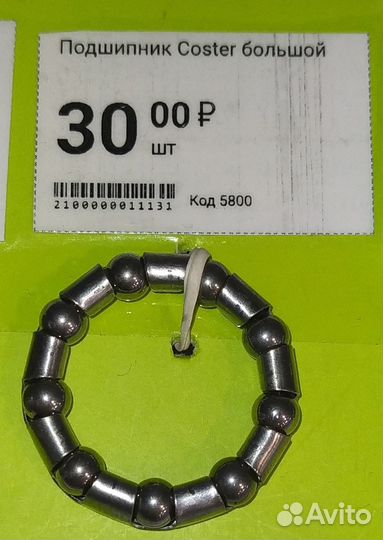 Подшипник Coster большой
30 00 ₽
шт
2100000011131 Код 5800
Avito